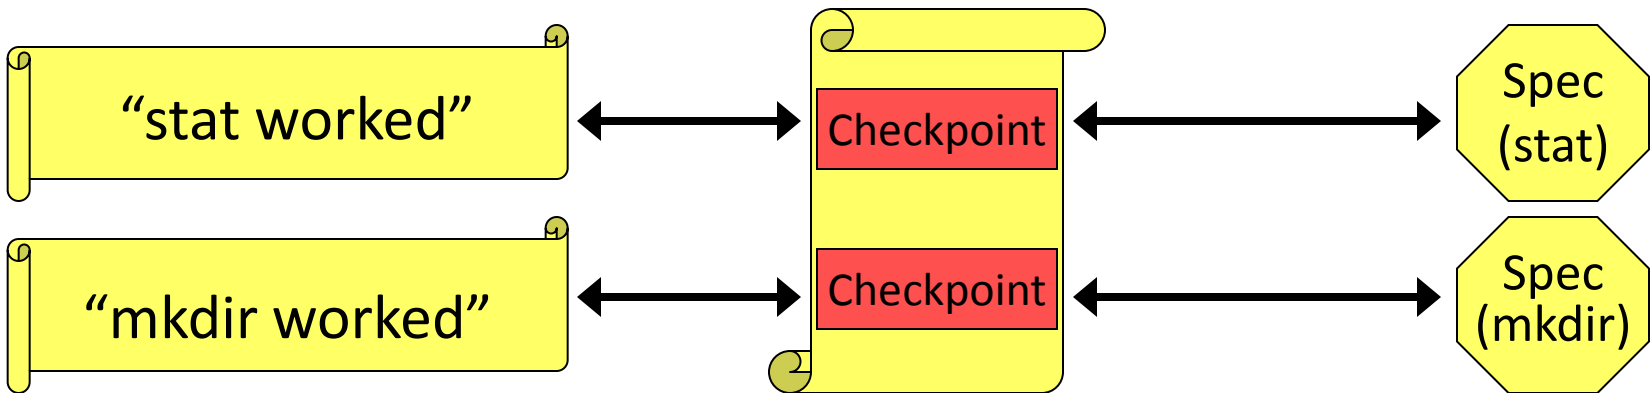 “stat worked”
Checkpoint
Spec
(stat)
“mkdir worked”
Checkpoint
Spec
(mkdir)